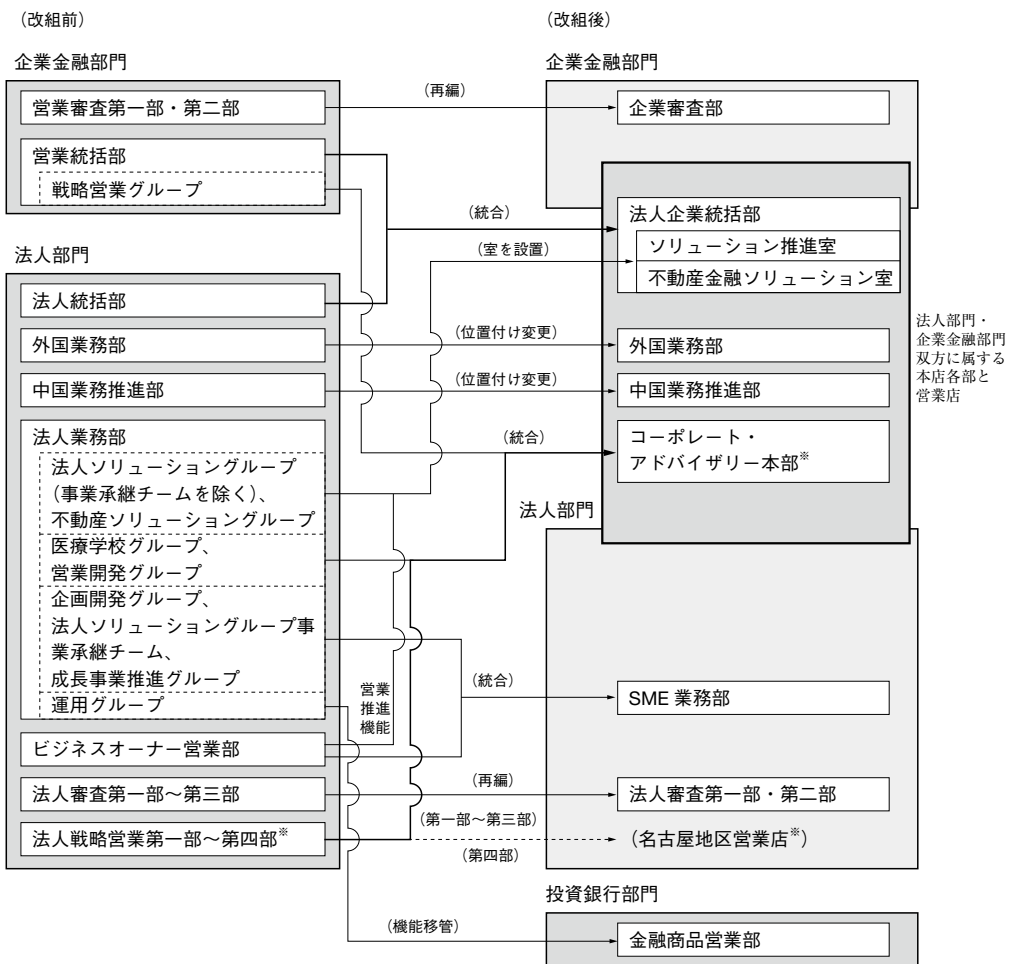 （改組前）
企業金融部門
営業審査第一部・第二部
営業統括部
戦略営業グループ
法人部門
法人統括部
外国業務部
中国業務推進部
法人業務部
法人ソリューショングループ
（事業承継チームを除く）、
不動産ソリューショングループ
医療学校グループ、
営業開発グループ
企画開発グループ、
法人ソリューショングループ事
業承継チーム、
成長事業推進グループ
運用グループ
ビジネスオーナー営業部
法人審査第一部～第三部
法人戦略営業第一部～第四部※
（再編）
（統合）
（室を設置）
（位置付け変更）
（位置付け変更）
（統合）
営業
推進
機能
（統合）
（再編）
（第一部～第三部）
（第四部）
（機能移管）
（改組後）
企業金融部門
企業審査部
法人企業統括部
ソリューション推進室
不動産金融ソリューション室
外国業務部
中国業務推進部
コーポレート・
アドバイザリー本部※
法人部門・
企業金融部門
双方に属する
本店各部と
営業店
法人部門
SME 業務部
法人審査第一部・第二部
（名古屋地区営業店※）
投資銀行部門
金融商品営業部